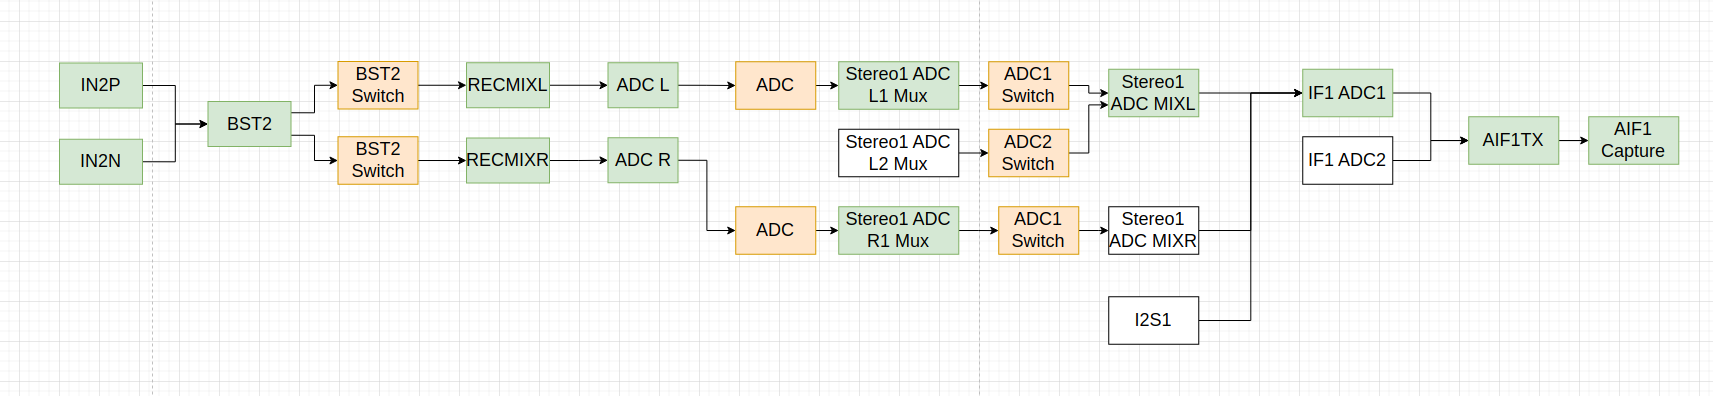 IN2P
IN2N
BST2
BST2
Switch
BST2
Switch
RECMIXL
RECMIXR
ADC L
ADC R
ADC
ADC
Stereo1 ADC
L1 Mux
Stereo1 ADC
L2 Mux
Stereo1 ADC
R1 Mux
ADC1
Switch
ADC2
Switch
ADC1
Switch
Stereo1
ADC MIXL
Stereo1
ADC MIXR
I2S1
IF1 ADC1
IF1 ADC2
AIF1TX
AIF1
Capture